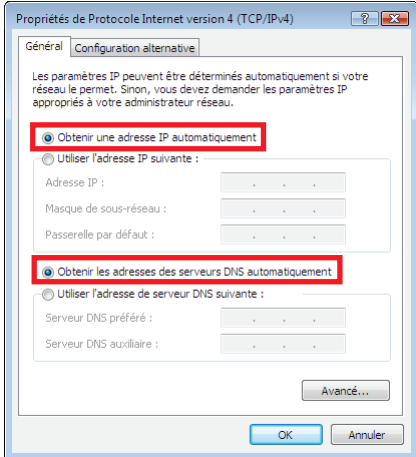 Propriétés de Protocole Internet version 4 (TCP/IPv4)
Général
Configuration alternative
Les paramètres IP peuvent être déterminés automatiquement si votre
réseau le permet. Sinon, vous devez demander les paramètres IP
appropriés à votre administrateur réseau.
Obtenir une adresse IP automatiquement
Utiliser l'adresse IP suivante :
Adresse IP :
Masque de sous-réseau :
Passerelle par défaut :
Obtenir les adresses des serveurs DNS automatiquement
Utiliser l'adresse de serveur DNS suivante :
Serveur DNS préféré :
Serveur DNS auxiliaire :
Avancé...
OK
Annuler